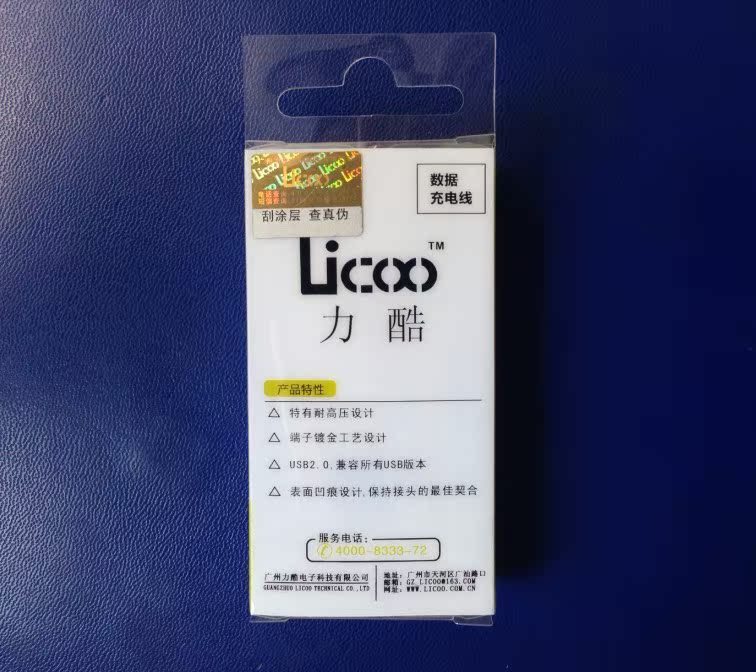 Licoo
刮涂层 查真伪
数据
充电线
Licoo™
力酷
产品特性
△ 特有耐高压设计
△ 端子镀金工艺设计
△ USB2.0,兼容所有USB版本
△ 表面凹痕设计,保持接头的最佳契合
服务电话:
4000-8333-72
广州力酷电子科技有限公司
GUANGZHOU LICOO TECHNICAL CO.,LTD
地址:广州市天河区广汕路口
邮箱:GZ_LICOO@163.COM
网址:WWW.LICOO.COM.CN